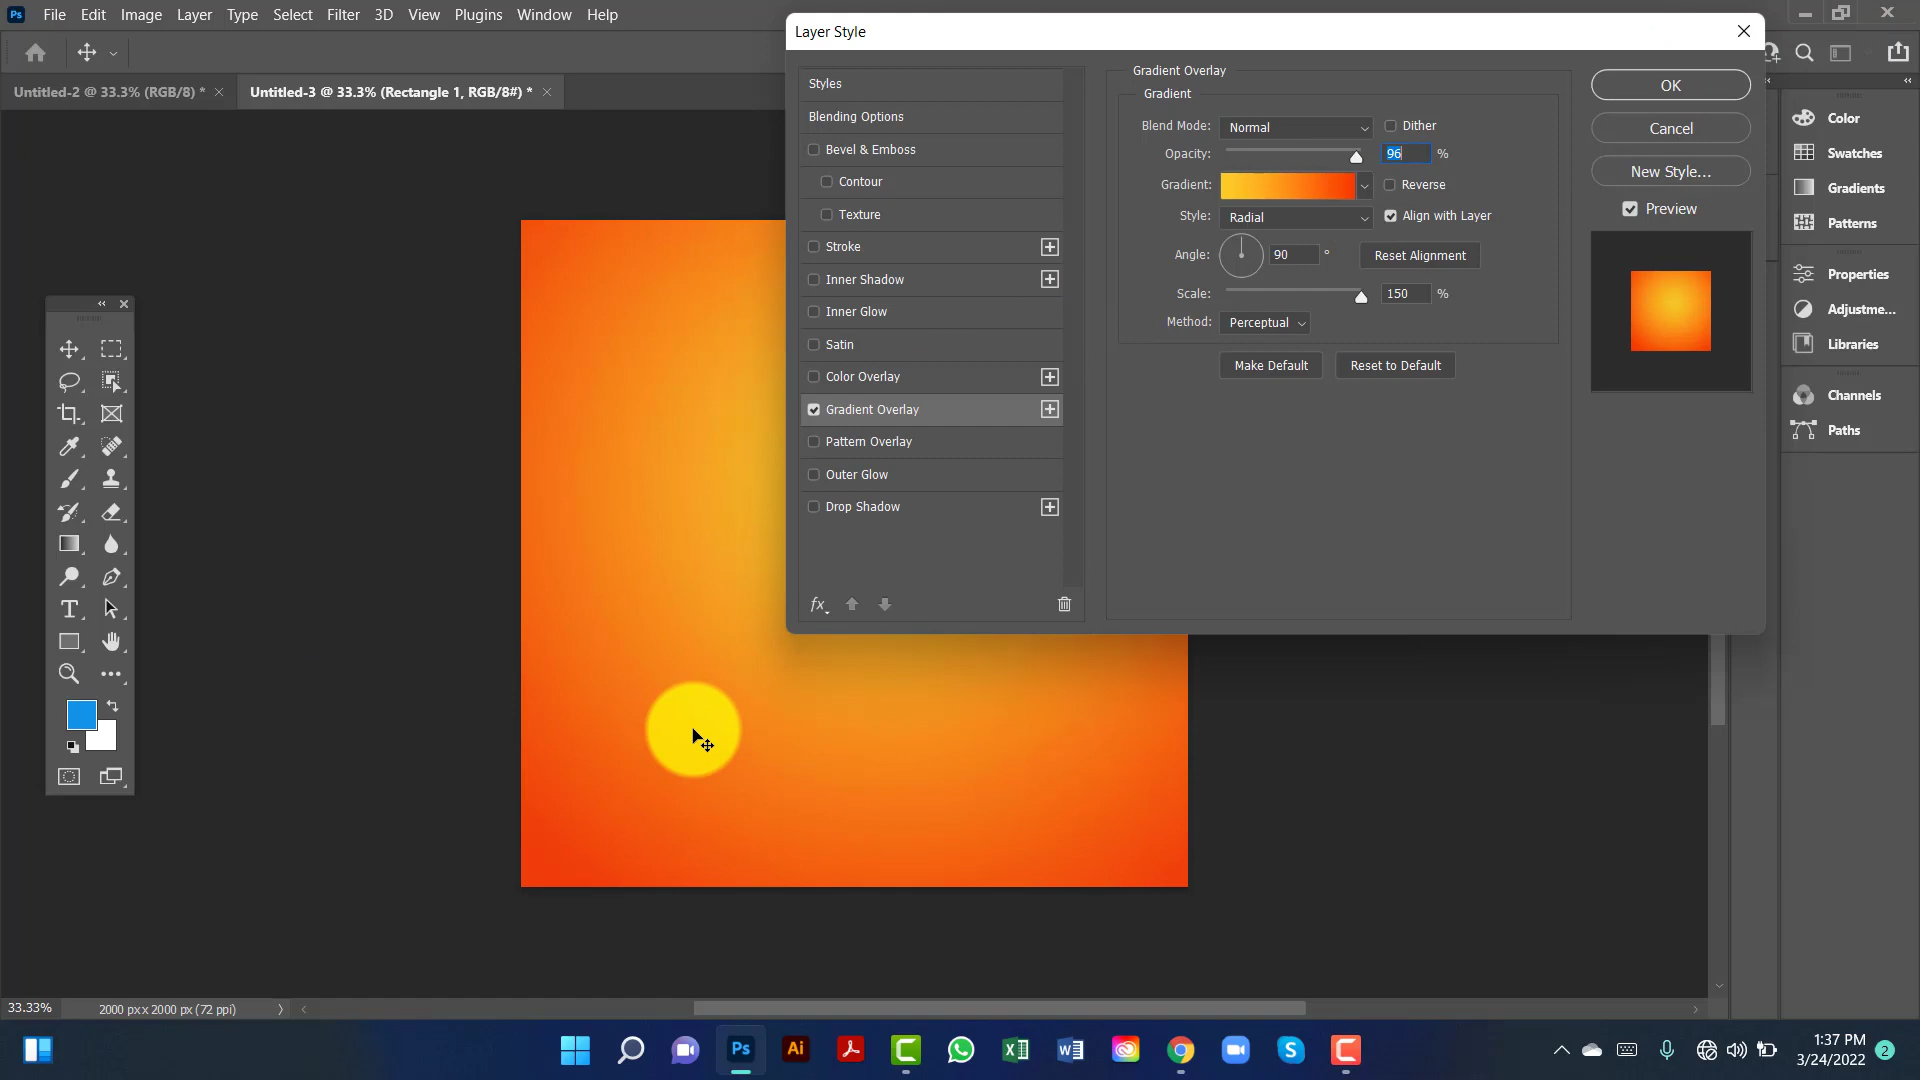 Ps File Edit Image Layer Type Select Filter 3D View Plugins Window Help
Untitled-2 @ 33.3% (RGB/8) *
Untitled-3 @ 33.3% (Rectangle 1, RGB/8#) *
Layer Style
Styles
Blending Options
Bevel & Emboss
Contour
Texture
Stroke
Inner Shadow
Inner Glow
Satin
Color Overlay
Gradient Overlay
Pattern Overlay
Outer Glow
Drop Shadow
fx
Gradient Overlay
Gradient
Blend Mode: Normal Dither
Opacity: 96 %
Gradient: Reverse
Style: Radial Align with Layer
Angle: 90 ° Reset Alignment
Scale: 150 %
Method: Perceptual
Make Default Reset to Default
OK
Cancel
New Style...
Preview
Color
Swatches
Gradients
Patterns
Properties
Adjustme...
Libraries
Channels
Paths
T
33.33% 2000 px x 2000 px (72 ppi)
Ps Ai X W S C
1:37 PM
3/24/2022 2